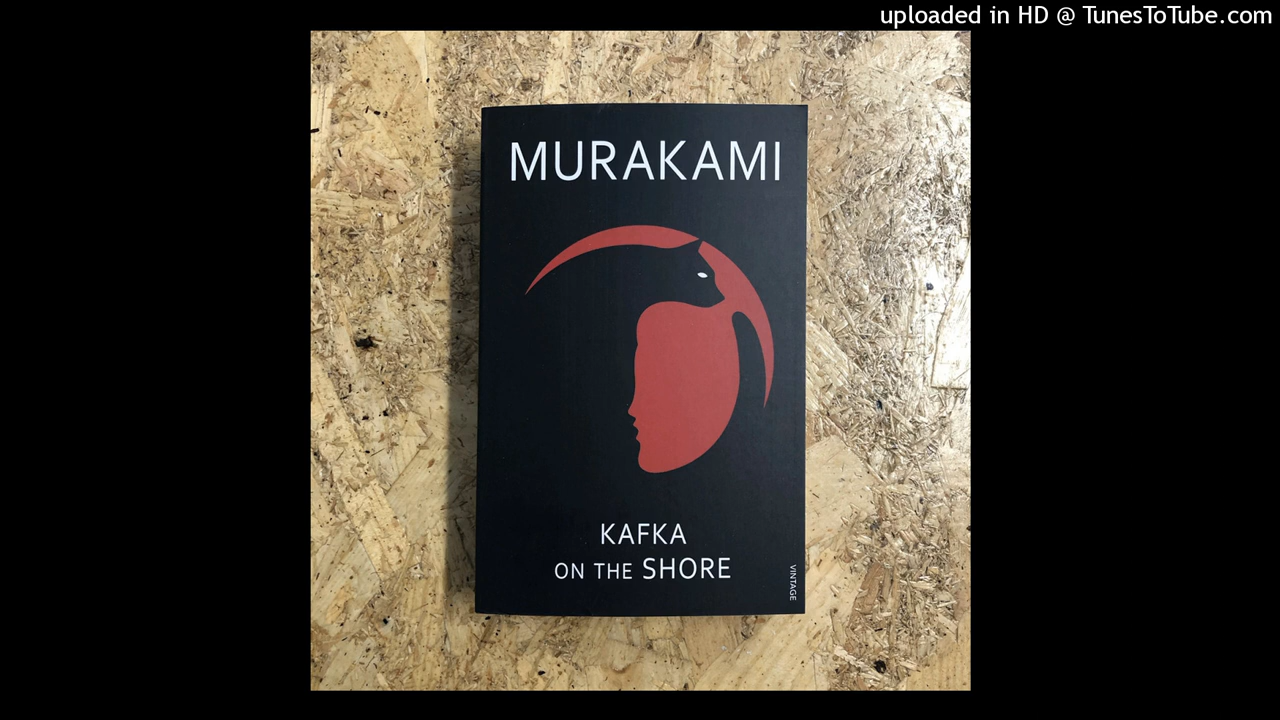 uploaded in HD @ TunesToTube.com
MURAKAMI
KAFKA
ON THE SHORE
VINTAGE